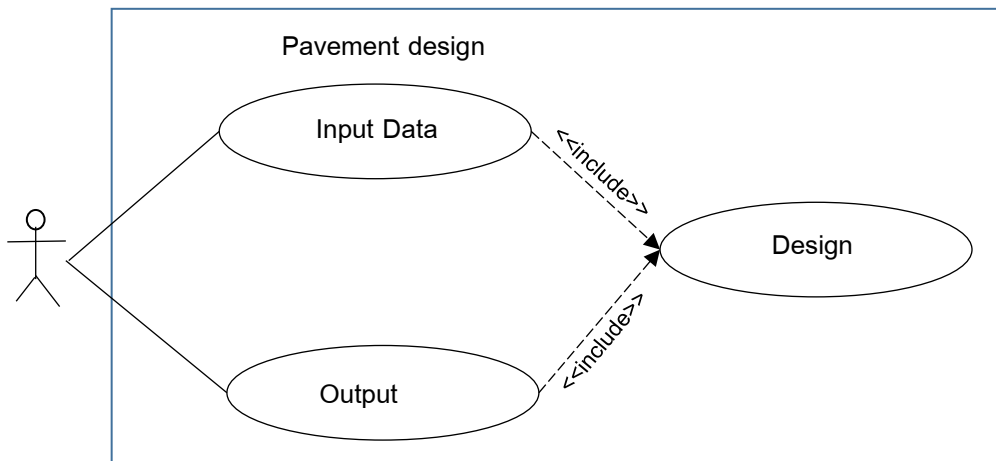 Pavement design
Input Data
<<include>>
Design
<<include>>
Output